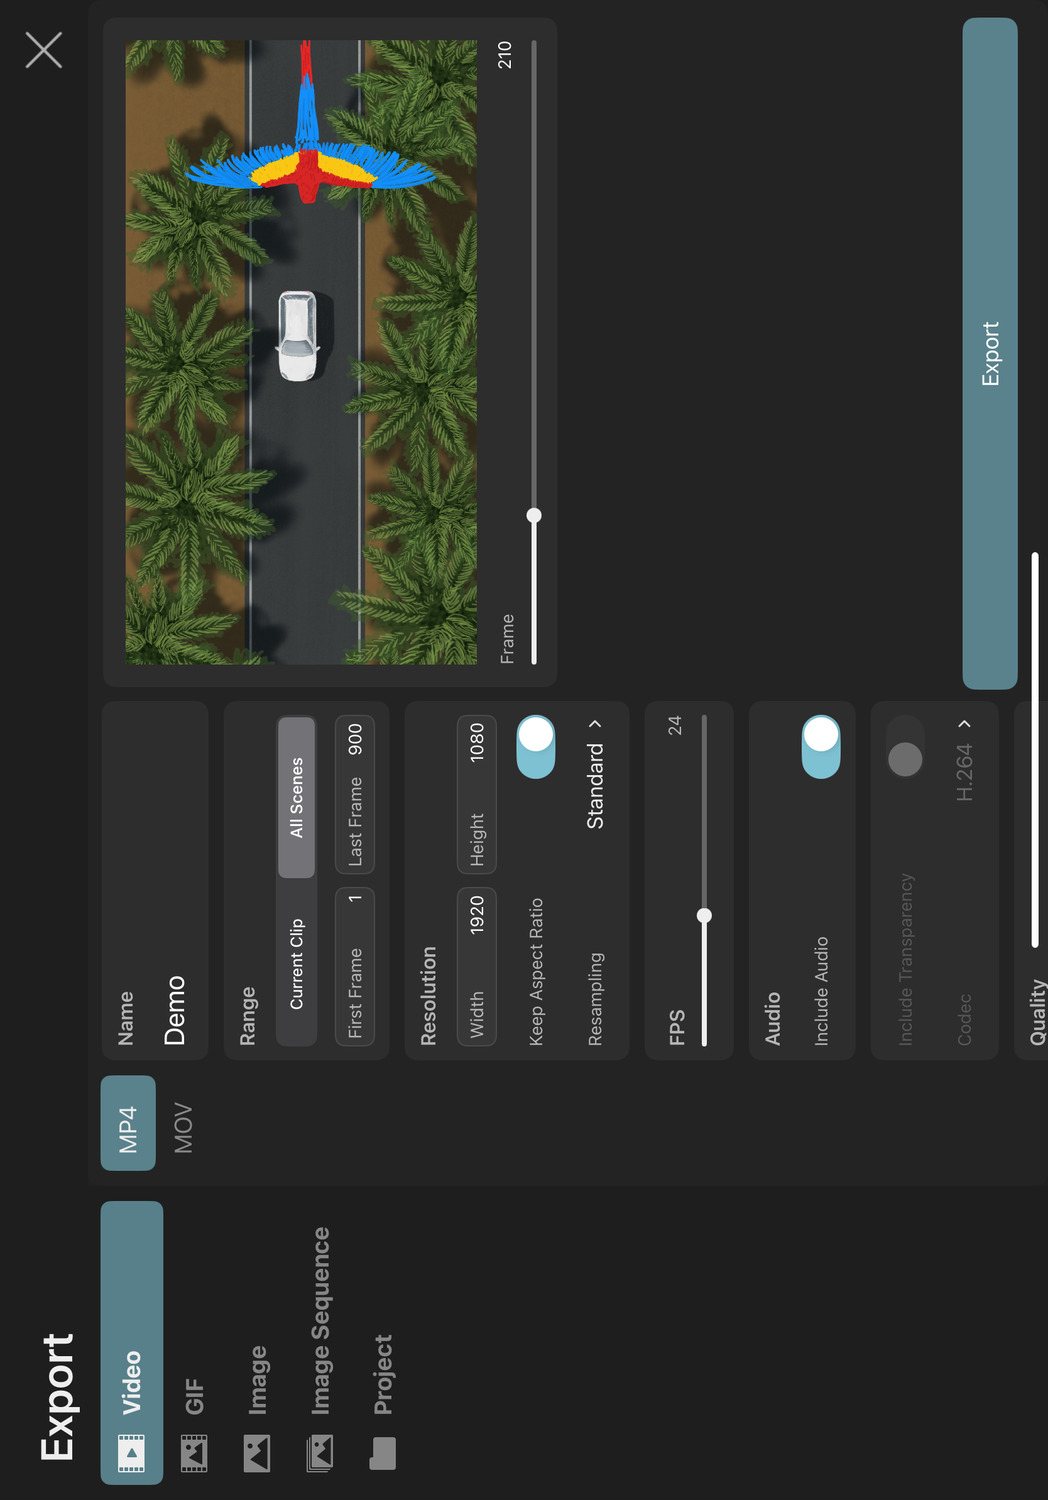 Export
Video
GIF
Image
Image Sequence
Project
MP4
MOV
Name
Demo
Range
Current Clip All Scenes
First Frame 1 Last Frame 900
Resolution
Width 1920 Height 1080
Keep Aspect Ratio
Resampling Standard
FPS 24
Audio
Include Audio
Include Transparency
Codec H.264
Quality
Frame 210
Export